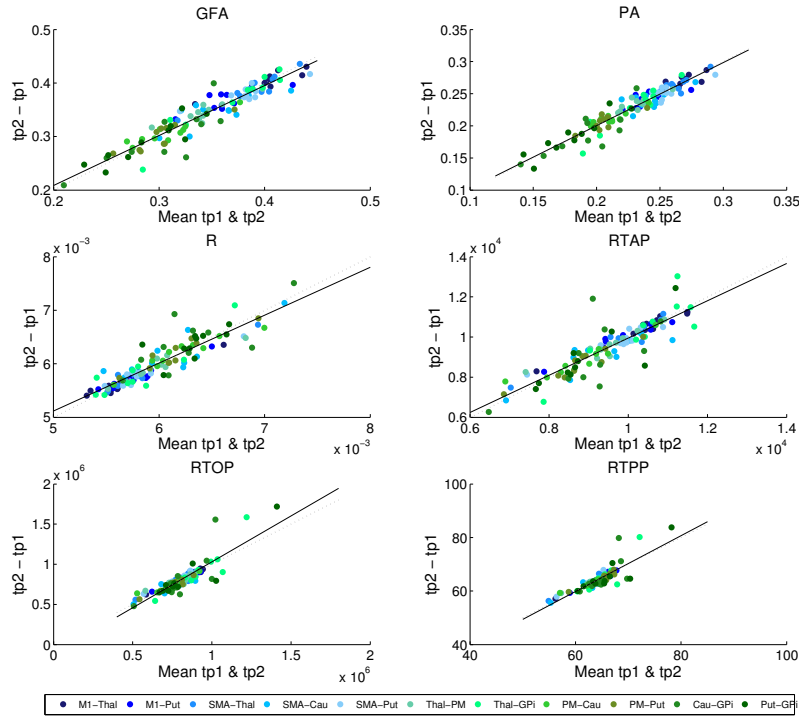 GFA
0.5
0.4
0.3
0.2
tp2 − tp1
0.2 0.3 0.4 0.5
Mean tp1 & tp2
PA
0.35
0.3
0.25
0.2
0.15
0.1
tp2 − tp1
0.1 0.15 0.2 0.25 0.3 0.35
Mean tp1 & tp2
R
x 10−3
8
7
6
5
tp2 − tp1
5 6 7 8
Mean tp1 & tp2
x 10−3
RTAP
x 104
1.4
1.2
1
0.8
0.6
tp2 − tp1
0.6 0.8 1 1.2 1.4
Mean tp1 & tp2
x 104
RTOP
x 106
2
1.5
1
0.5
0
tp2 − tp1
0 0.5 1 1.5 2
Mean tp1 & tp2
x 106
RTPP
100
80
60
40
tp2 − tp1
40 60 80 100
Mean tp1 & tp2
M1−Thal M1−Put SMA−Thal SMA−Cau SMA−Put Thal−PM Thal−GPi PM−Cau PM−Put Cau−GPi Put−GPi